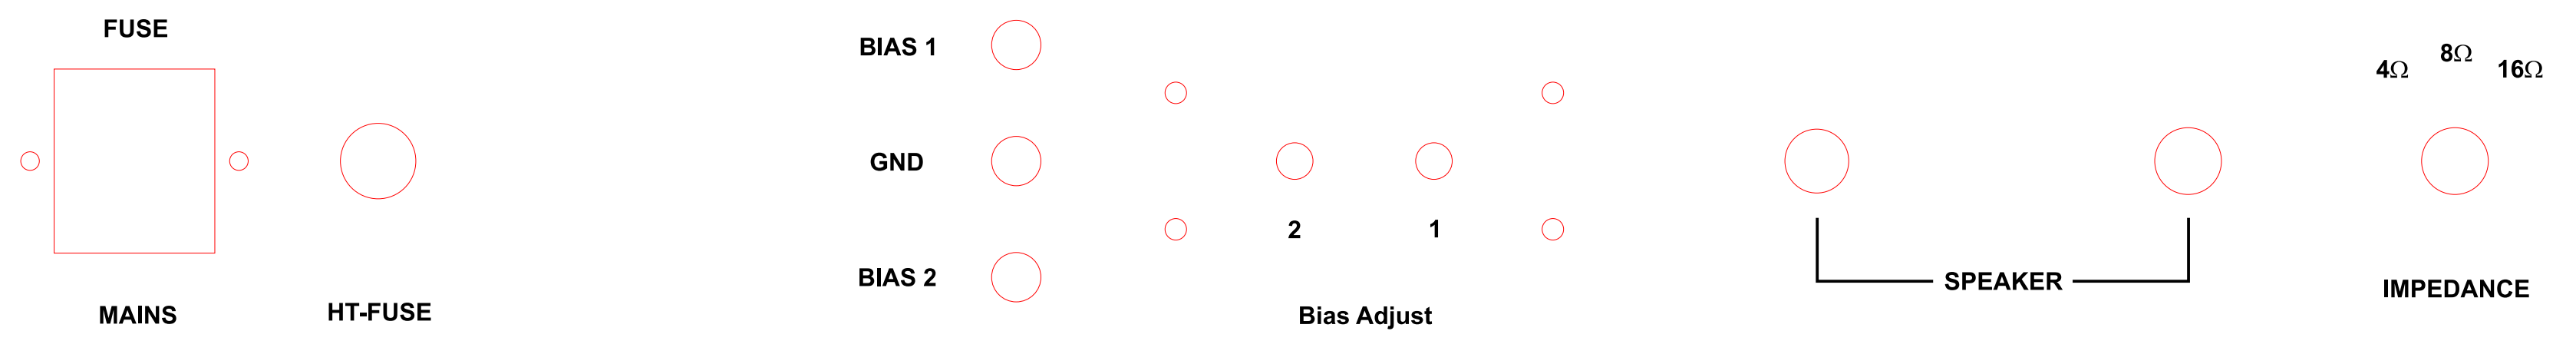 FUSE
MAINS
HT-FUSE
BIAS 1
GND
BIAS 2
2
1
Bias Adjust
SPEAKER
4Ω
8Ω
16Ω
IMPEDANCE